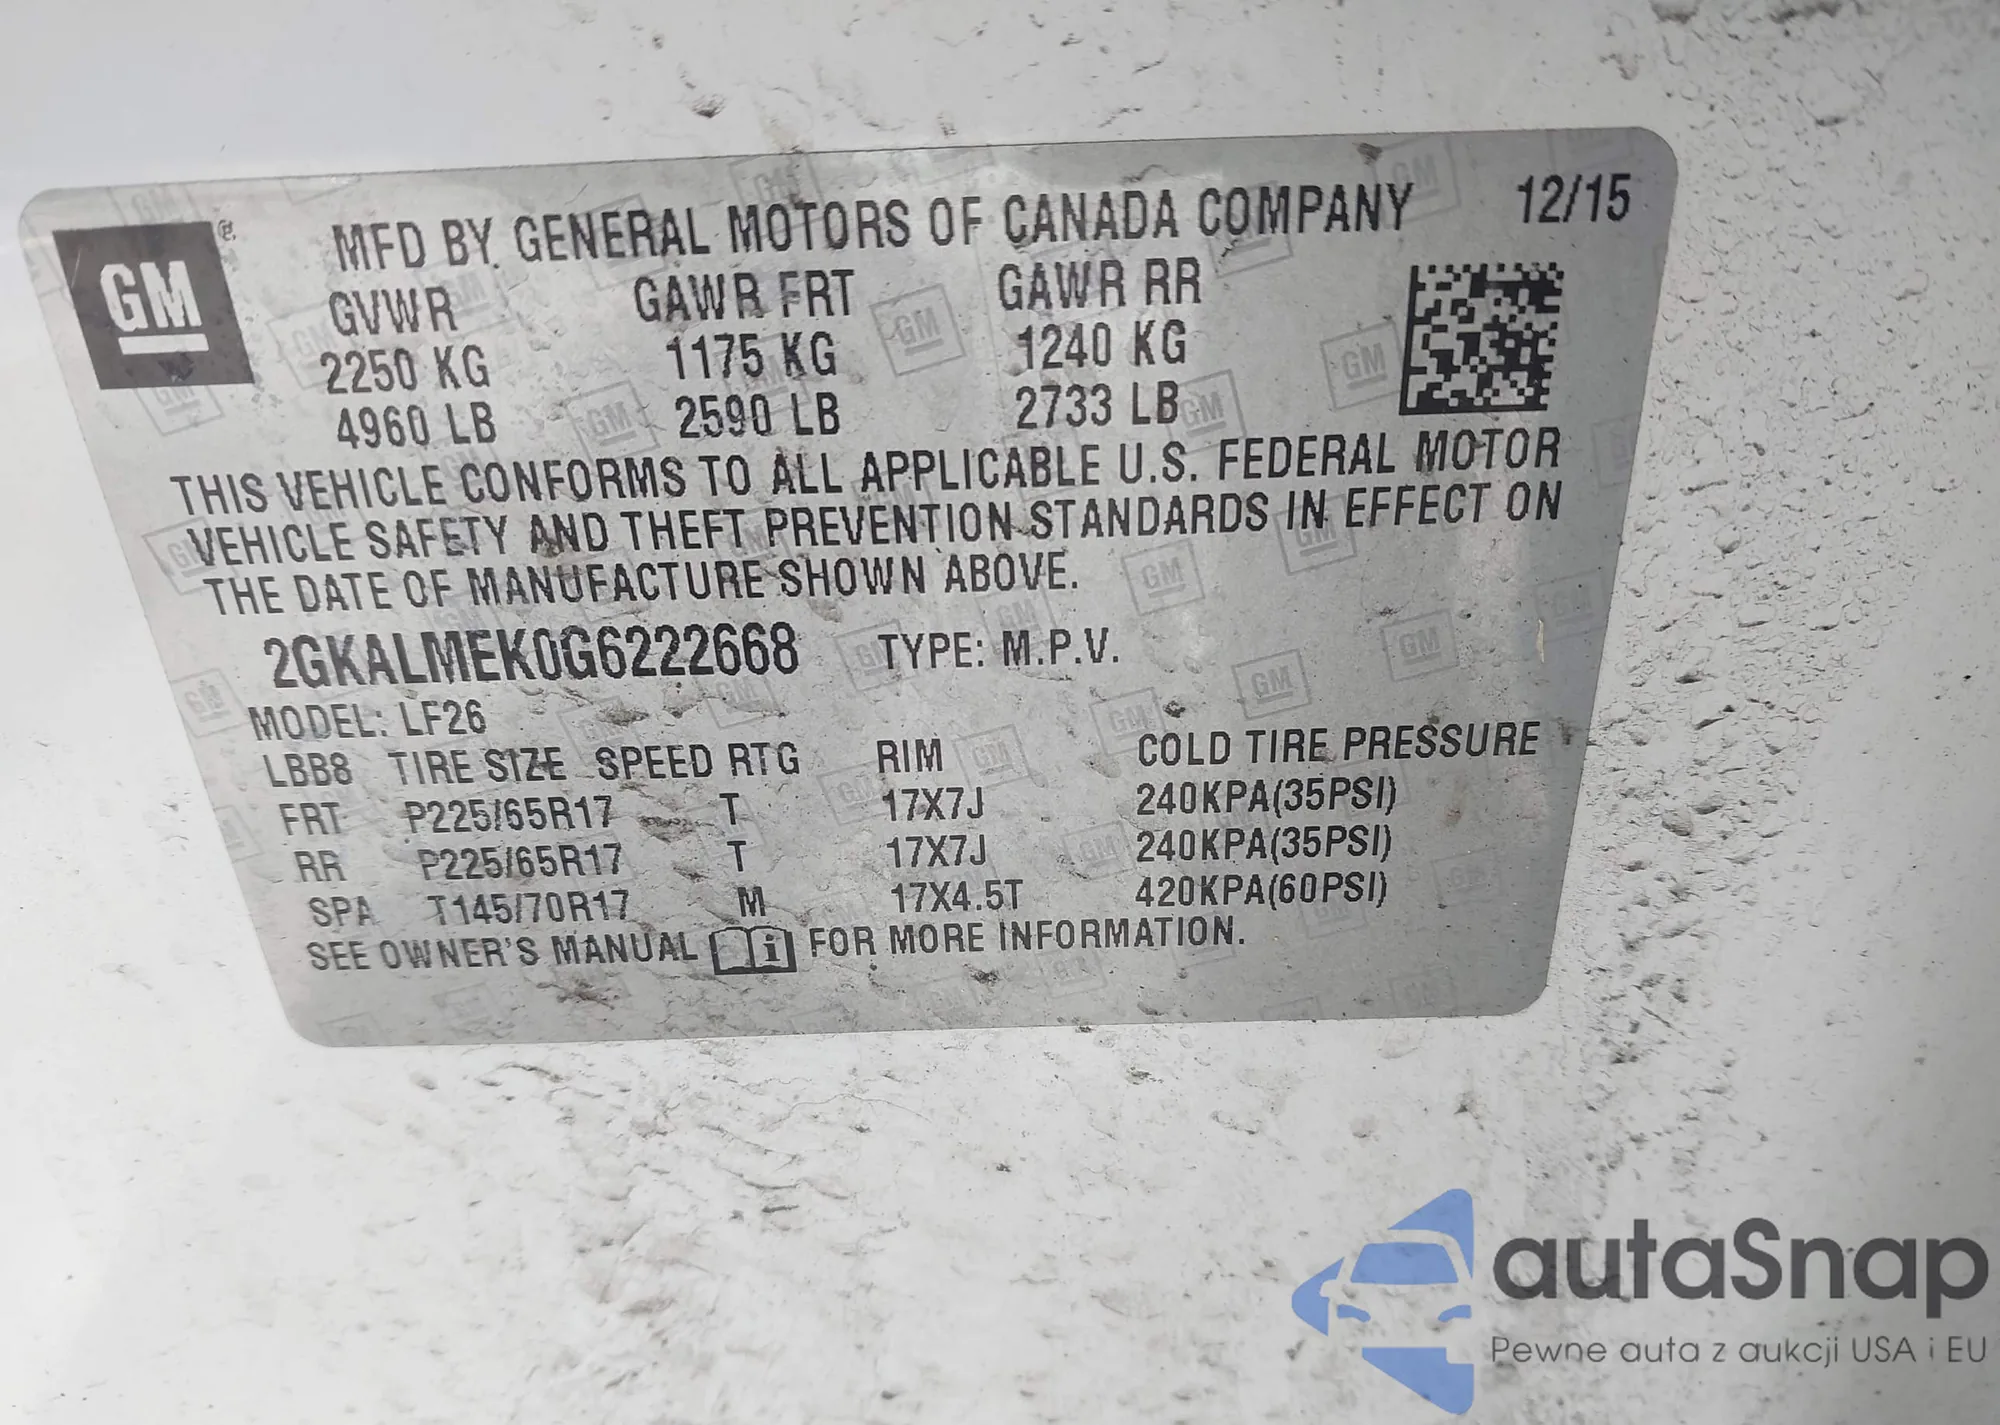 GM ®
MFD BY GENERAL MOTORS OF CANADA COMPANY 12/15
GVWR GAWR FRT GAWR RR
2250 KG 1175 KG 1240 KG
4960 LB 2590 LB 2733 LB
THIS VEHICLE CONFORMS TO ALL APPLICABLE U.S. FEDERAL MOTOR
VEHICLE SAFETY AND THEFT PREVENTION STANDARDS IN EFFECT ON
THE DATE OF MANUFACTURE SHOWN ABOVE.
2GKALMEK0G6222668 TYPE: M.P.V.
MODEL: LF26
LBB8 TIRE SIZE SPEED RTG RIM COLD TIRE PRESSURE
FRT P225/65R17 T 17X7J 240KPA(35PSI)
RR P225/65R17 T 17X7J 240KPA(35PSI)
SPA T145/70R17 M 17X4.5T 420KPA(60PSI)
SEE OWNER'S MANUAL i FOR MORE INFORMATION.
autaSnap
Pewne auta z aukcji USA i EU